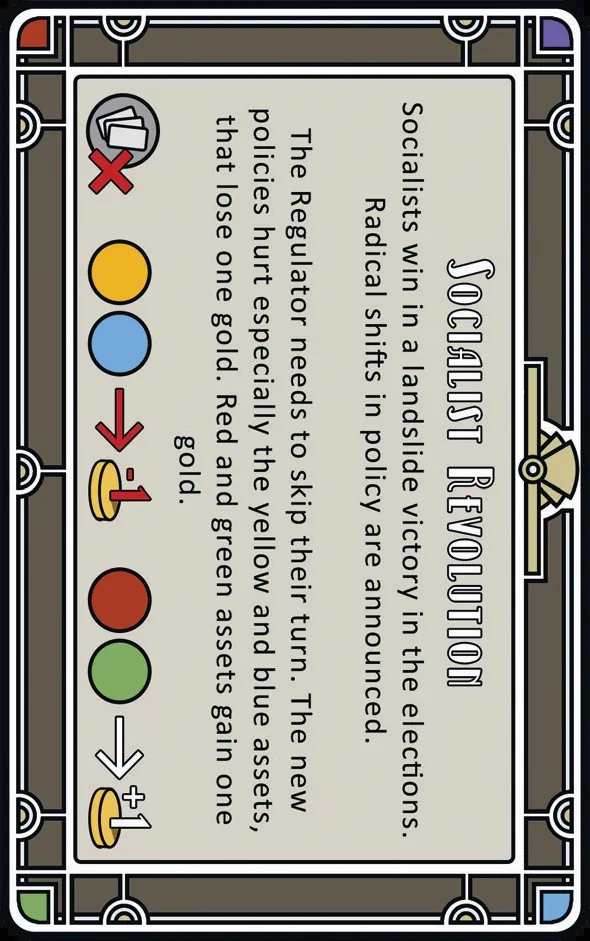 Socialist Revolution
Socialists win in a landslide victory in the elections.
Radical shifts in policy are announced.
The Regulator needs to skip their turn. The new
policies hurt especially the yellow and blue assets,
that lose one gold. Red and green assets gain one
gold.
-1
+1